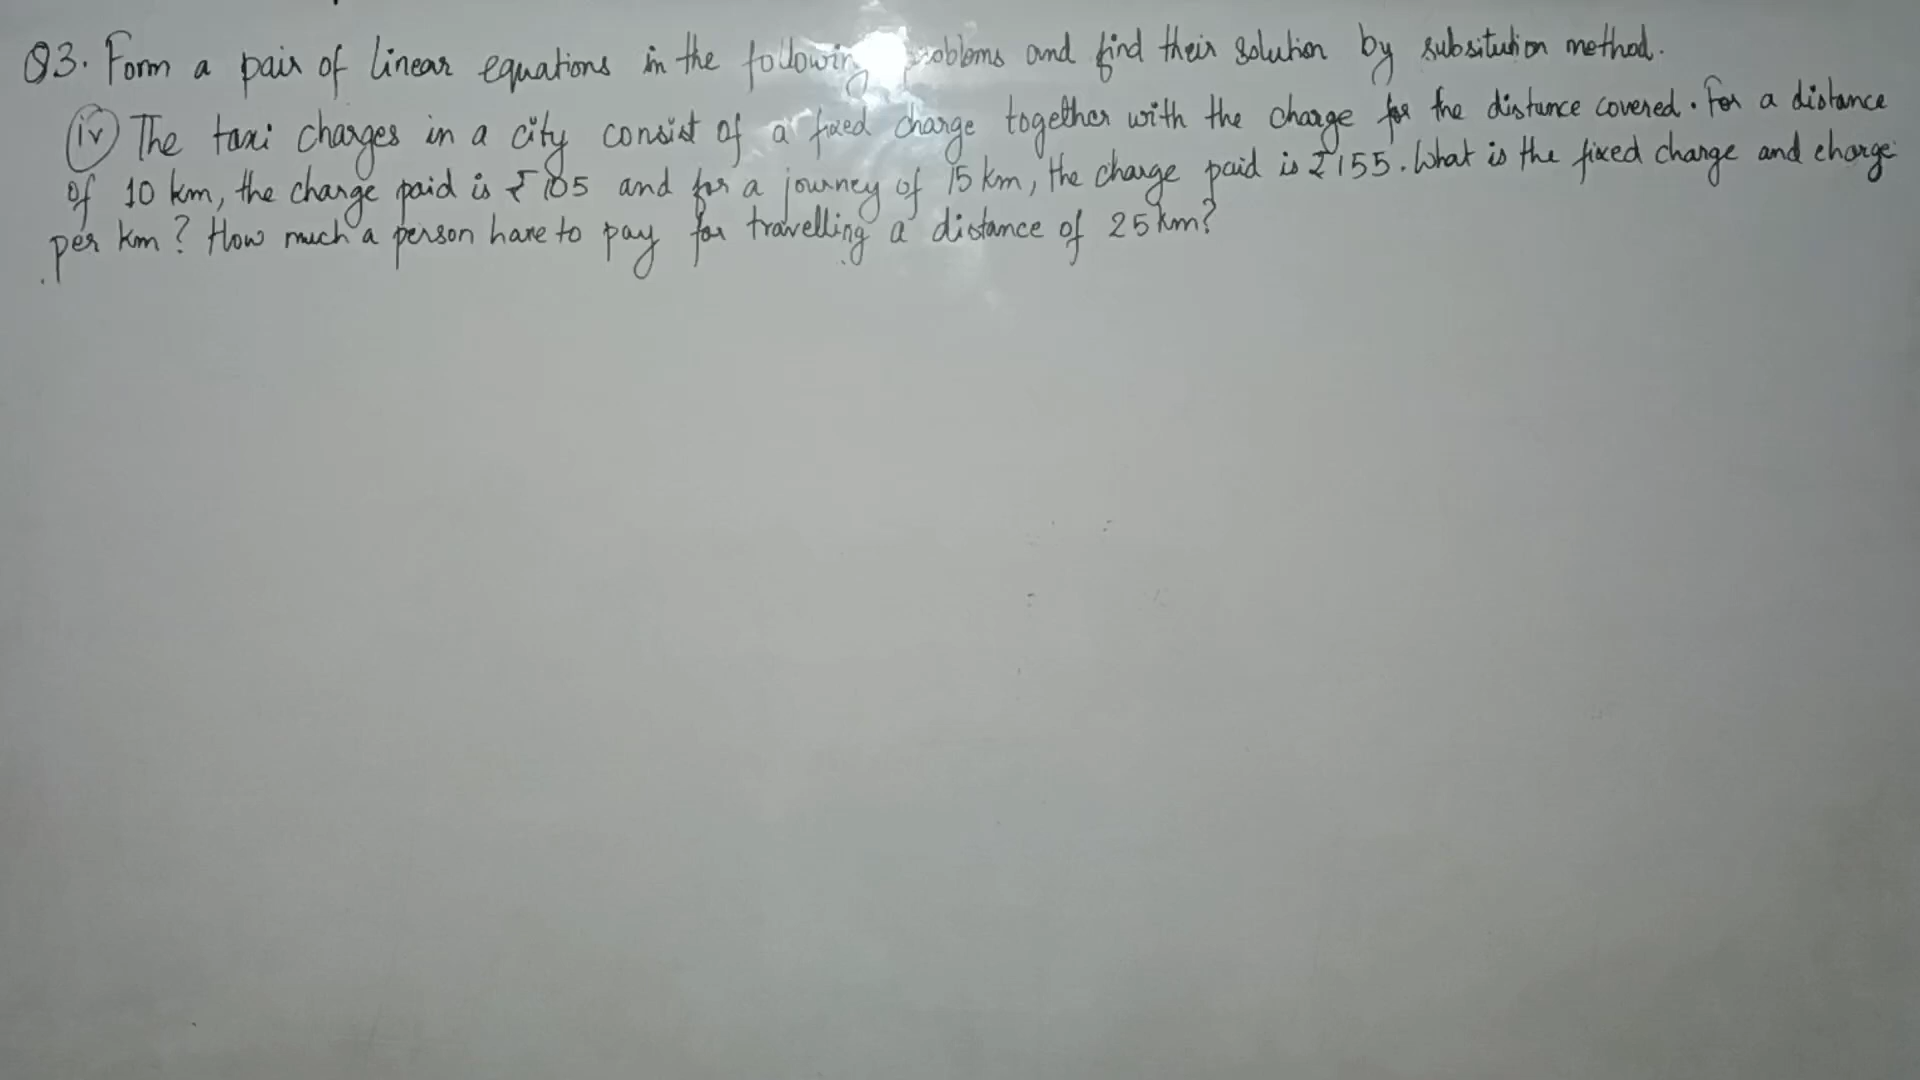 Q3. Form a pair of linear equations in the following problems and find their solution by subsitution method.
(iv) The taxi charges in a city consist of a fixed charge together with the charge for the distance covered. For a distance
of 10 km, the charge paid is ₹105 and for a journey of 15 km, the charge paid is ₹155. What is the fixed charge and charge
per km? How much a person have to pay for travelling a distance of 25 km?